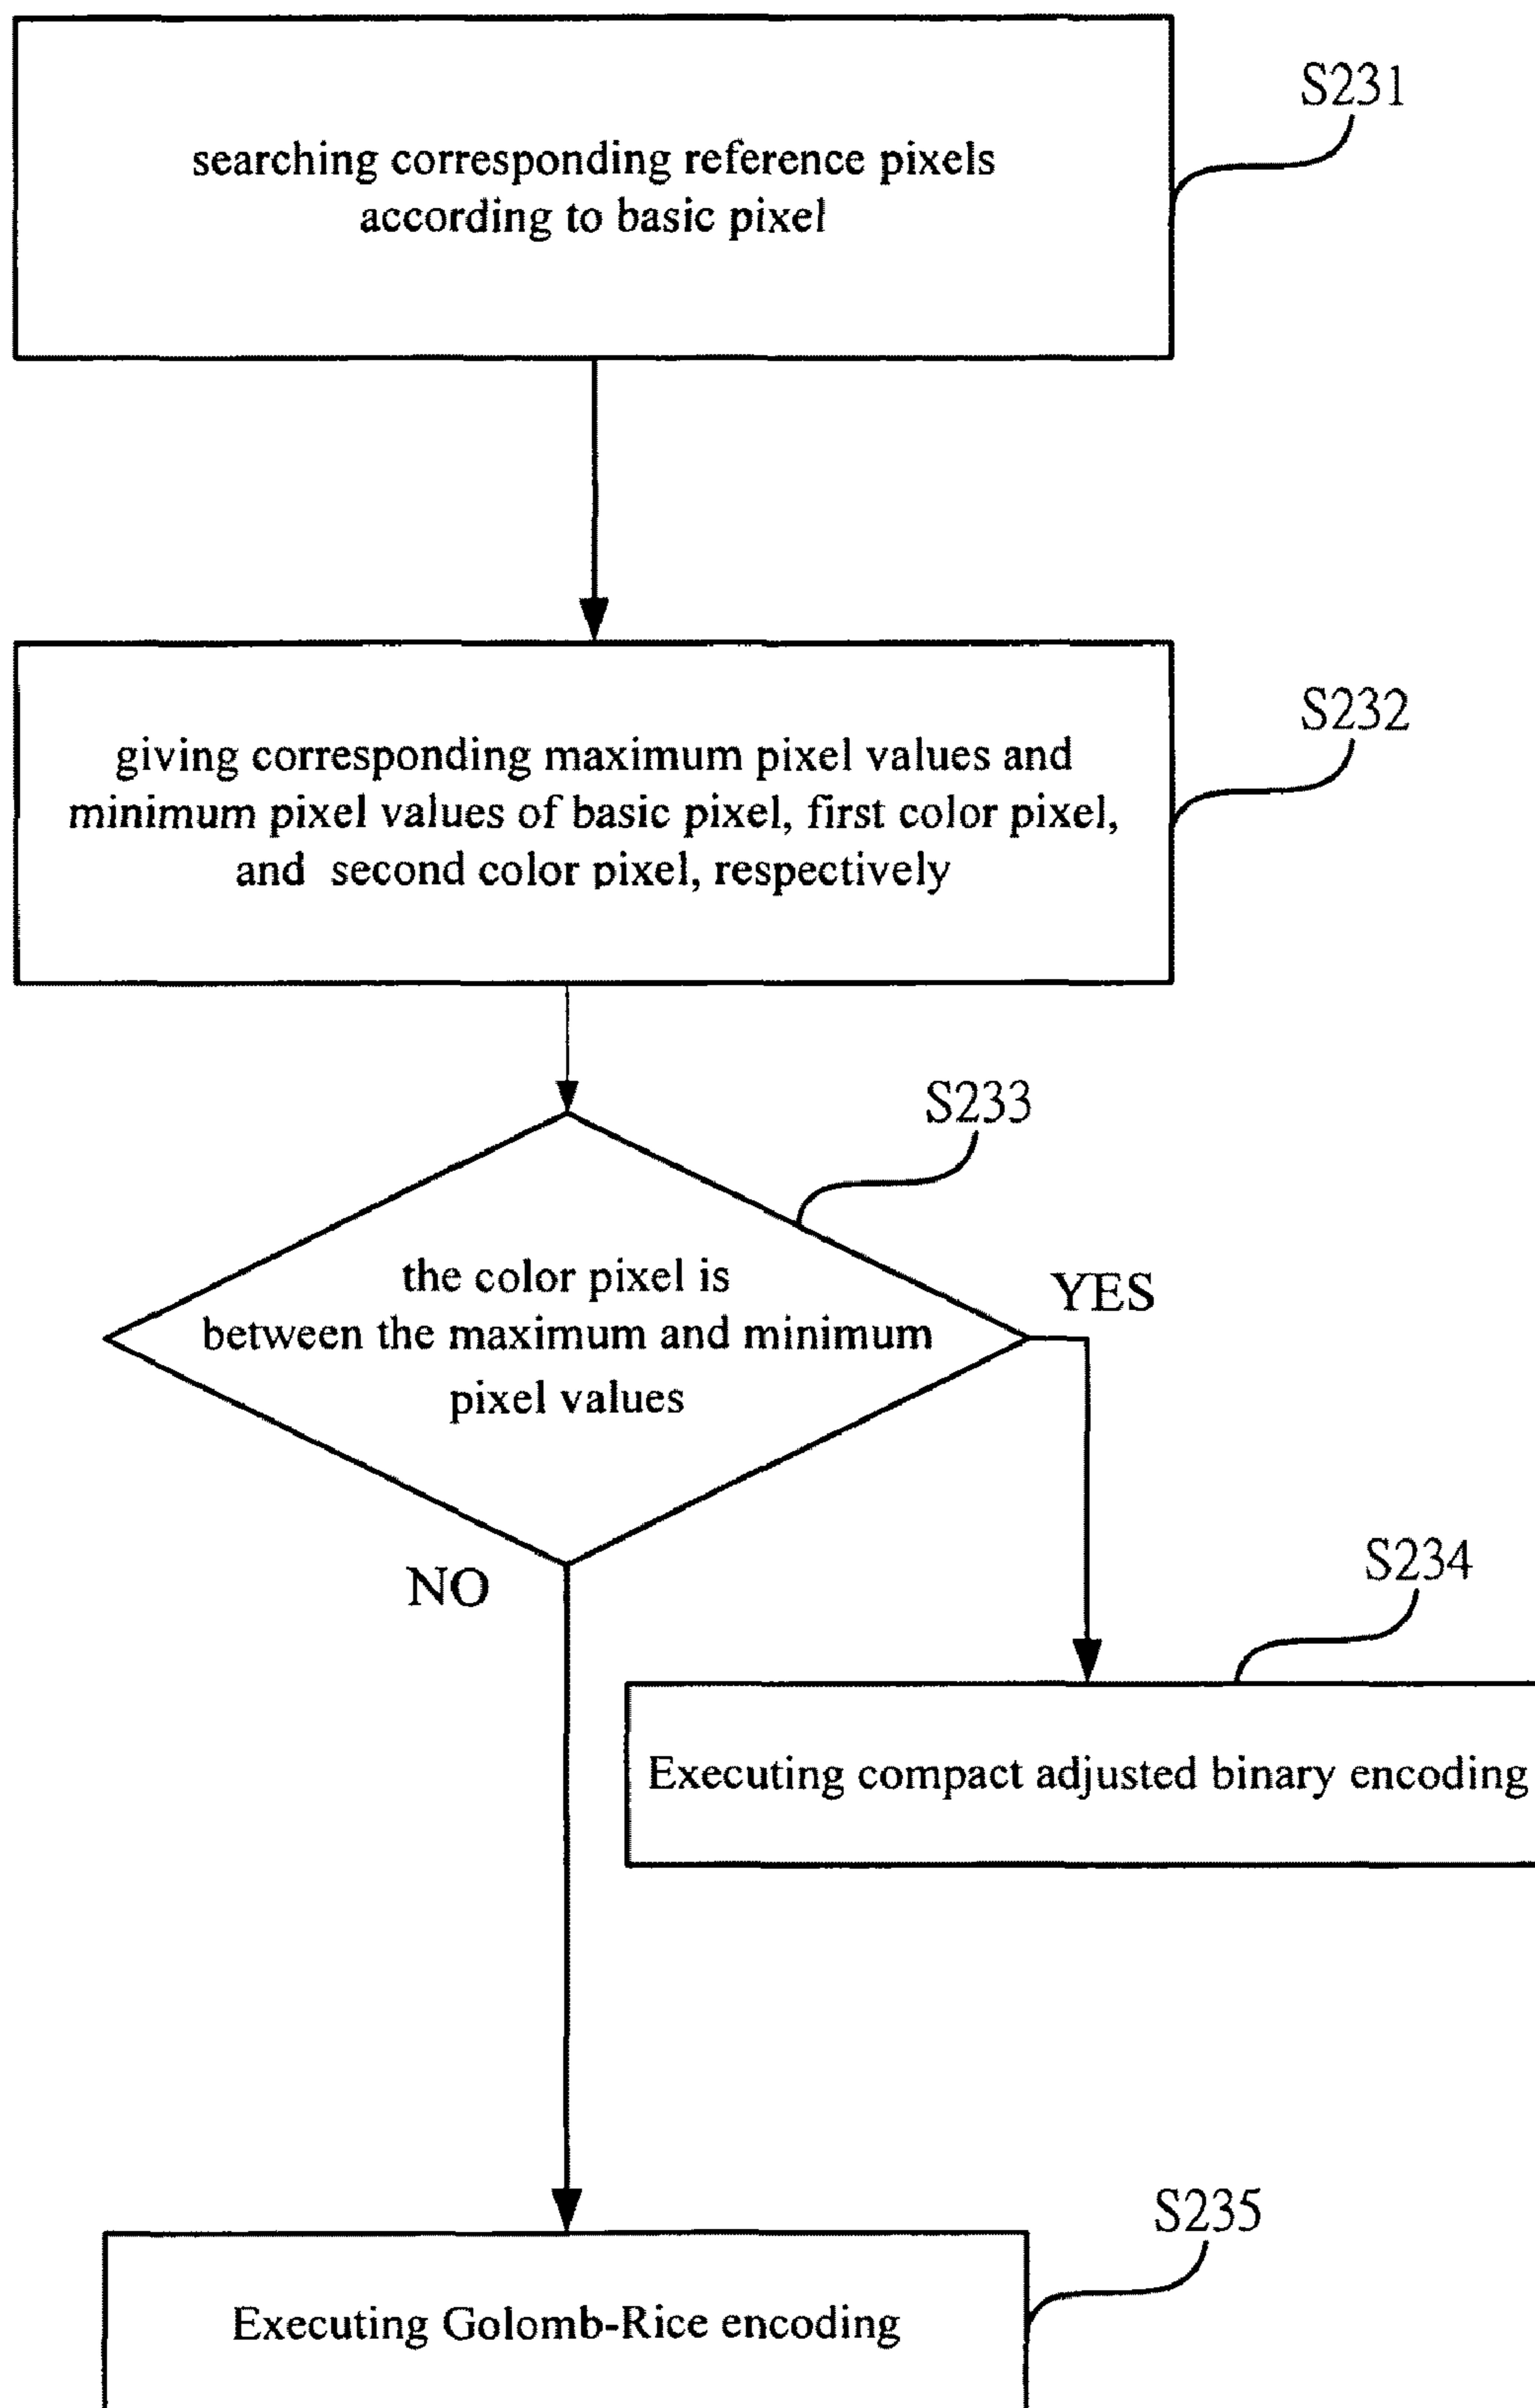 S231
searching corresponding reference pixels
according to basic pixel
S232
giving corresponding maximum pixel values and
minimum pixel values of basic pixel, first color pixel,
and second color pixel, respectively
S233
the color pixel is
between the maximum and minimum
pixel values
YES
NO
S234
Executing compact adjusted binary encoding
S235
Executing Golomb-Rice encoding